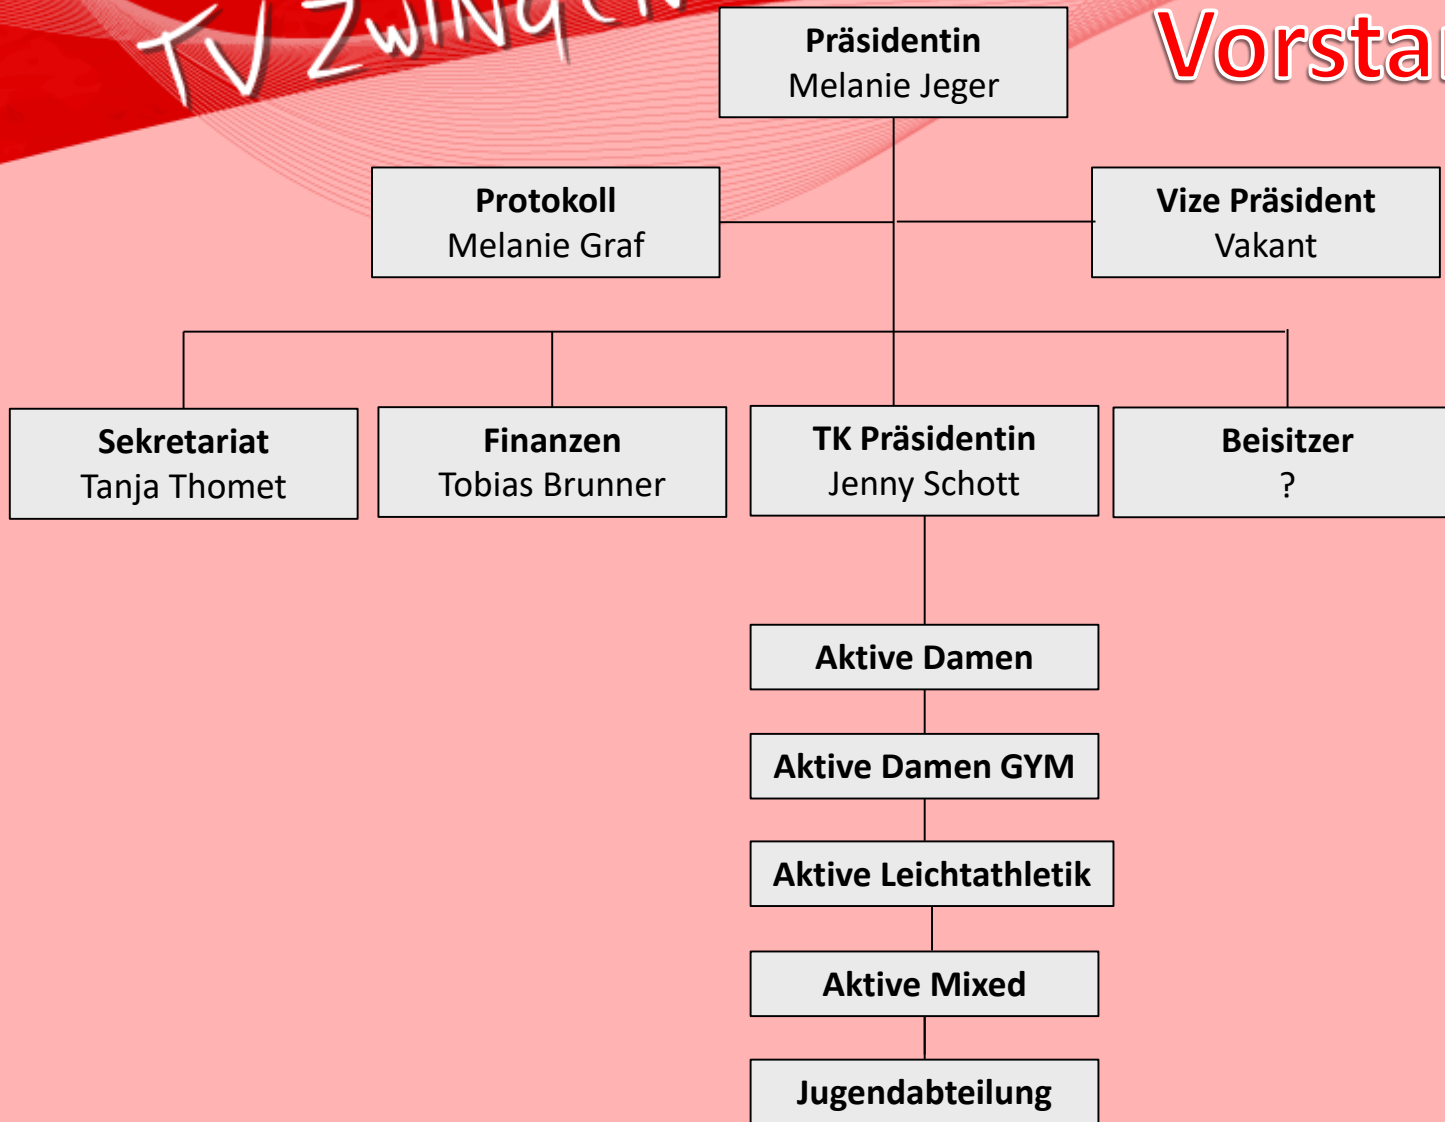 TV ZwINgeN
Vorsta
Präsidentin
Melanie Jeger
Protokoll
Melanie Graf
Vize Präsident
Vakant
Sekretariat
Tanja Thomet
Finanzen
Tobias Brunner
TK Präsidentin
Jenny Schott
Beisitzer
?
Aktive Damen
Aktive Damen GYM
Aktive Leichtathletik
Aktive Mixed
Jugendabteilung